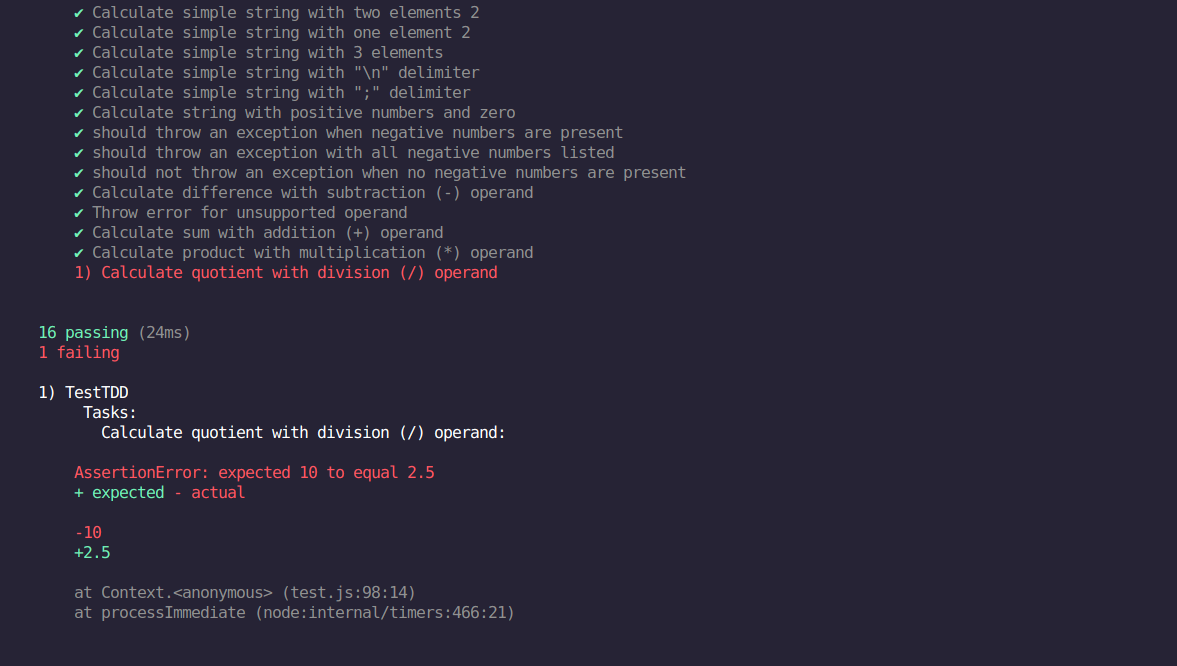 ✔ Calculate simple string with two elements 2
✔ Calculate simple string with one element 2
✔ Calculate simple string with 3 elements
✔ Calculate simple string with "\n" delimiter
✔ Calculate simple string with ";" delimiter
✔ Calculate string with positive numbers and zero
✔ should throw an exception when negative numbers are present
✔ should throw an exception with all negative numbers listed
✔ should not throw an exception when no negative numbers are present
✔ Calculate difference with subtraction (-) operand
✔ Throw error for unsupported operand
✔ Calculate sum with addition (+) operand
✔ Calculate product with multiplication (*) operand
1) Calculate quotient with division (/) operand
16 passing (24ms)
1 failing
1) TestTDD
Tasks:
Calculate quotient with division (/) operand:
AssertionError: expected 10 to equal 2.5
+ expected - actual
-10
+2.5
at Context.<anonymous> (test.js:98:14)
at processImmediate (node:internal/timers:466:21)